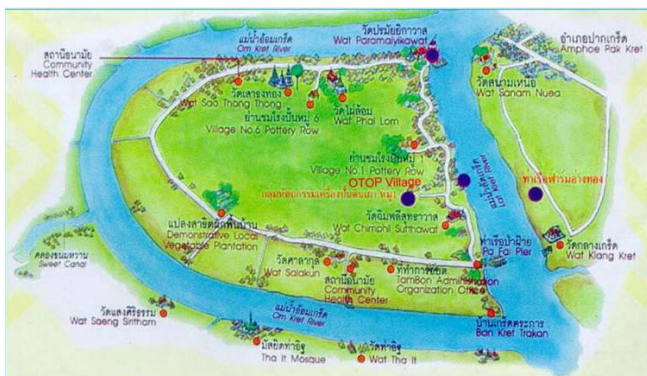 แม่น้ำอ้อมเกร็ด
Om Kret River
วัดปรมัยยิกาวาส
Wat Paramaiyikawat
อำเภอปากเกร็ด
Amphoe Pak Kret
สถานีอนามัย
Community
Health Center
วัดสนามเหนือ
Wat Sanam Nuea
วัดเสาธงทอง
Wat Sao Thong Thong
วัดไผ่ล้อม
Wat Phai Lom
ย่านชมโรงปั้นหมู่ 6
Village No.6 Pottery Row
ย่านชมโรงปั้นหมู่ 1
Village No.1 Pottery Row
OTOP Village
Lat Kret River
วัดฉิมพลีสุทธาวาส
Wat Chimphli Sutthawat
แปลงสาธิตผักพื้นบ้าน
Demonstrative Local
Vegetable Plantation
ท่าเรือป่าฝ้าย
Pa Fai Pier
วัดกลางเกร็ด
Wat Klang Kret
คลองขนมหวาน
Sweet Canal
วัดศาลากุล
Wat Salakun
สถานีอนามัย
Community
Health Center
TamBon Administration
Organization Office
แม่น้ำอ้อมเกร็ด
Om Kret River
บ้านเกร็ดตระการ
Ban Kret Trakan
วัดแสงศิริธรรม
Wat Saeng Siritham
มัสยิดท่าอิฐ
Tha It Mosque
วัดท่าอิฐ
Wat Tha It